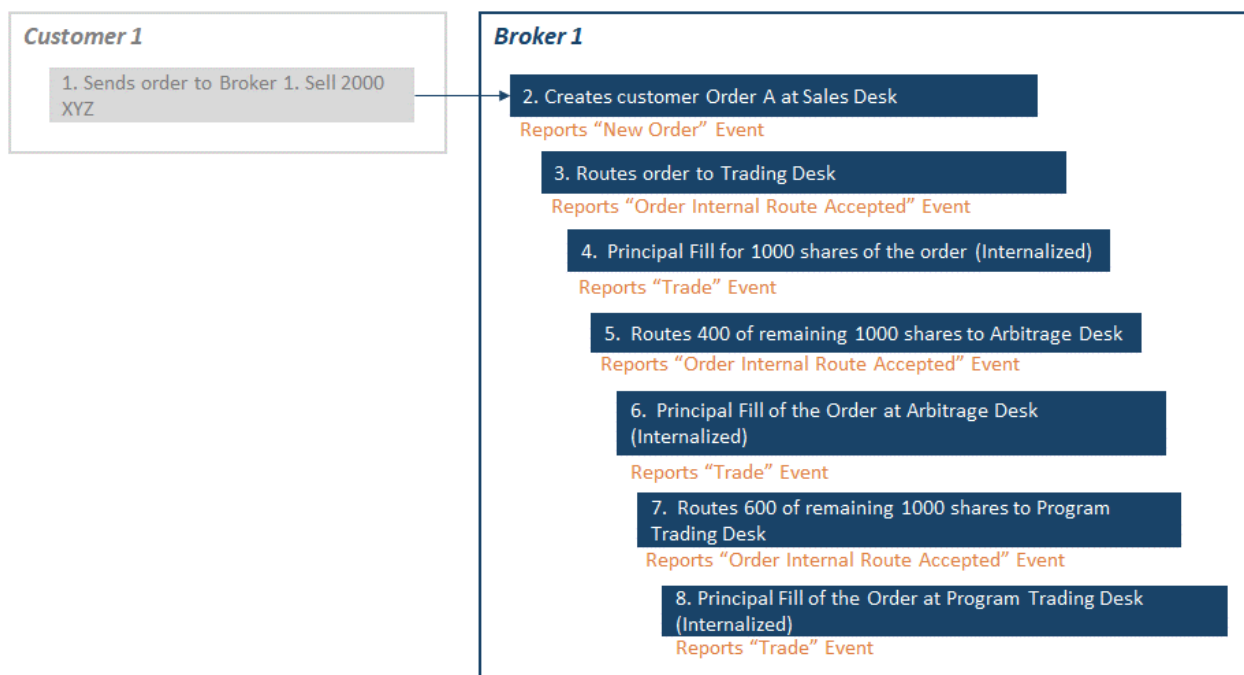 Customer 1
1. Sends order to Broker 1. Sell 2000
XYZ
Broker 1
2. Creates customer Order A at Sales Desk
Reports “New Order” Event
3. Routes order to Trading Desk
Reports “Order Internal Route Accepted” Event
4. Principal Fill for 1000 shares of the order (Internalized)
Reports “Trade” Event
5. Routes 400 of remaining 1000 shares to Arbitrage Desk
Reports “Order Internal Route Accepted” Event
6. Principal Fill of the Order at Arbitrage Desk
(Internalized)
Reports “Trade” Event
7. Routes 600 of remaining 1000 shares to Program
Trading Desk
Reports “Order Internal Route Accepted” Event
8. Principal Fill of the Order at Program Trading Desk
(Internalized)
Reports “Trade” Event